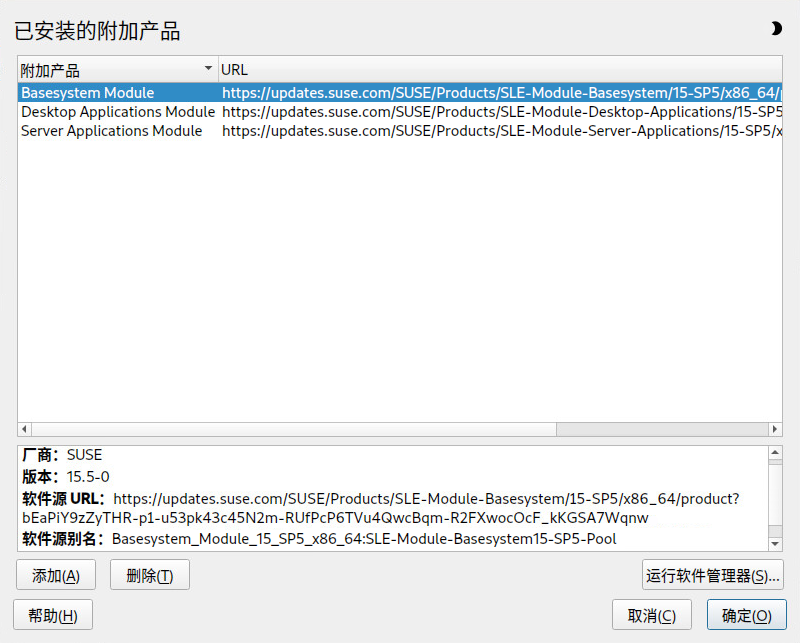 已安装的附加产品
附加产品 URL
Basesystem Module https://updates.suse.com/SUSE/Products/SLE-Module-Basesystem/15-SP5/x86_64/
Desktop Applications Module https://updates.suse.com/SUSE/Products/SLE-Module-Desktop-Applications/15-SP5
Server Applications Module https://updates.suse.com/SUSE/Products/SLE-Module-Server-Applications/15-SP5/x
厂商：SUSE
版本：15.5-0
软件源 URL：https://updates.suse.com/SUSE/Products/SLE-Module-Basesystem/15-SP5/x86_64/product?
bEaPiY9zZyTHR-p1-u53pk43c45N2m-RUfPcP6TVu4QwcBqm-R2FXwocOcF_kKGSA7Wqnw
软件源别名：Basesystem_Module_15_SP5_x86_64:SLE-Module-Basesystem15-SP5-Pool
添加(A) 删除(T) 运行软件管理器(S)...
帮助(H) 取消(C) 确定(O)